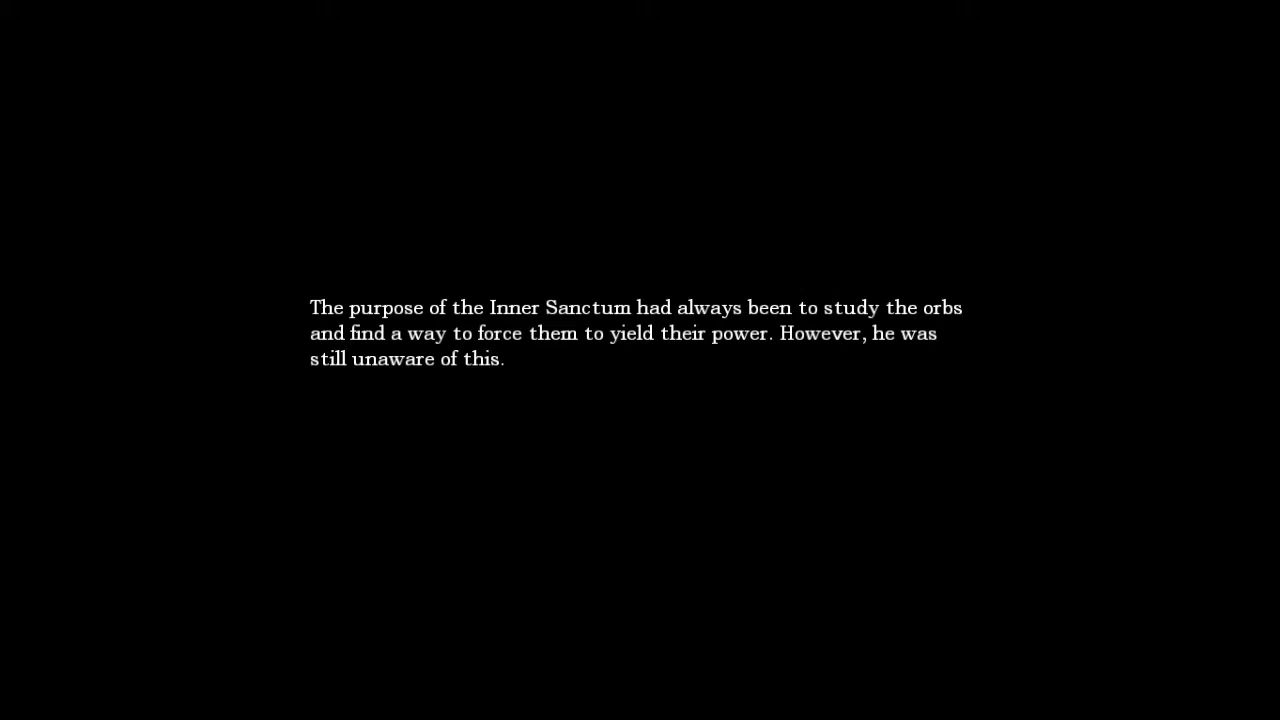 The purpose of the Inner Sanctum had always been to study the orbs
and find a way to force them to yield their power. However, he was
still unaware of this.